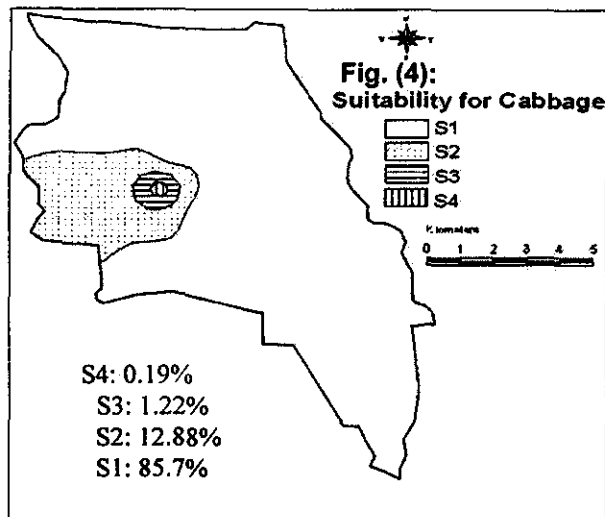 Fig. (4):
Suitability for Cabbage
S1
S2
S3
S4
Kilometers
0 1 2 3 4 5
S4: 0.19%
S3: 1.22%
S2: 12.88%
S1: 85.7%